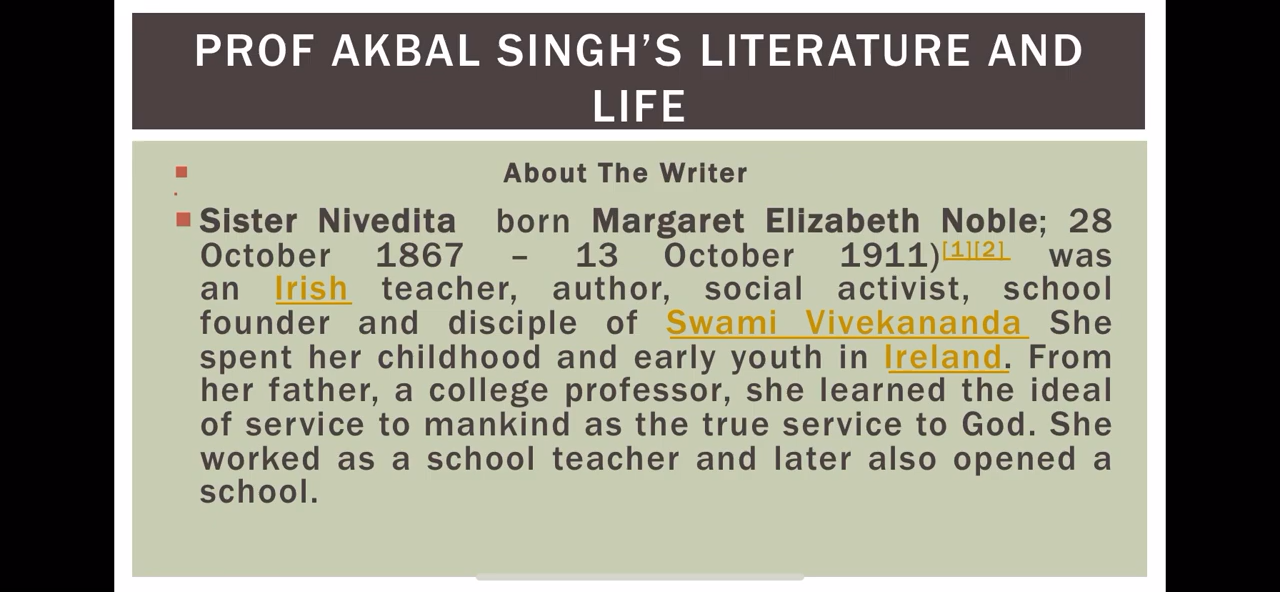 PROF AKBAL SINGH’S LITERATURE AND
LIFE
About The Writer
Sister Nivedita born Margaret Elizabeth Noble; 28
October 1867 – 13 October 1911)[1][2] was
an Irish teacher, author, social activist, school
founder and disciple of Swami Vivekananda She
spent her childhood and early youth in Ireland. From
her father, a college professor, she learned the ideal
of service to mankind as the true service to God. She
worked as a school teacher and later also opened a
school.